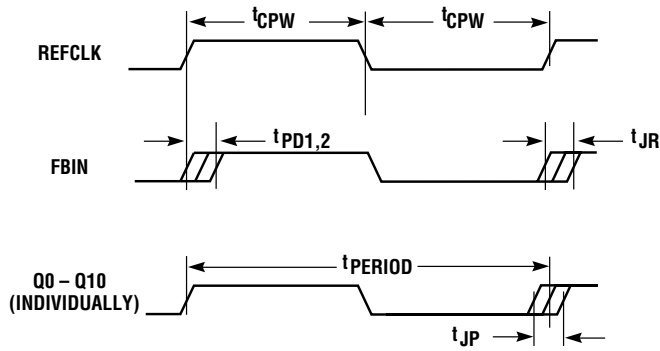 tCPW tCPW
REFCLK
tPD1,2 tJR
FBIN
tPERIOD
Q0 – Q10
(INDIVIDUALLY)
tJP